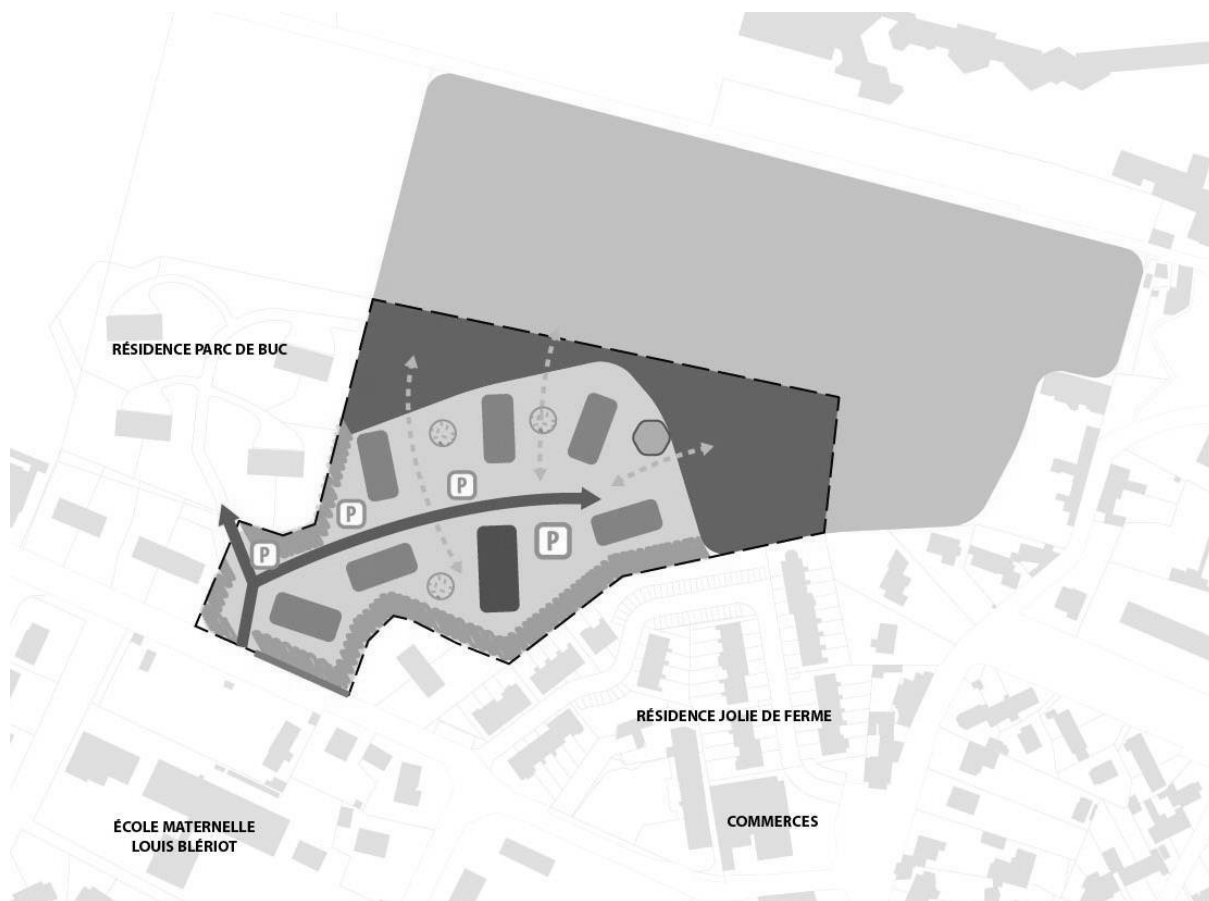 RÉSIDENCE PARC DE BUC
P
P
P
P
RÉSIDENCE JOLIE DE FERME
COMMERCES
ÉCOLE MATERNELLE
LOUIS BLÉRIOT